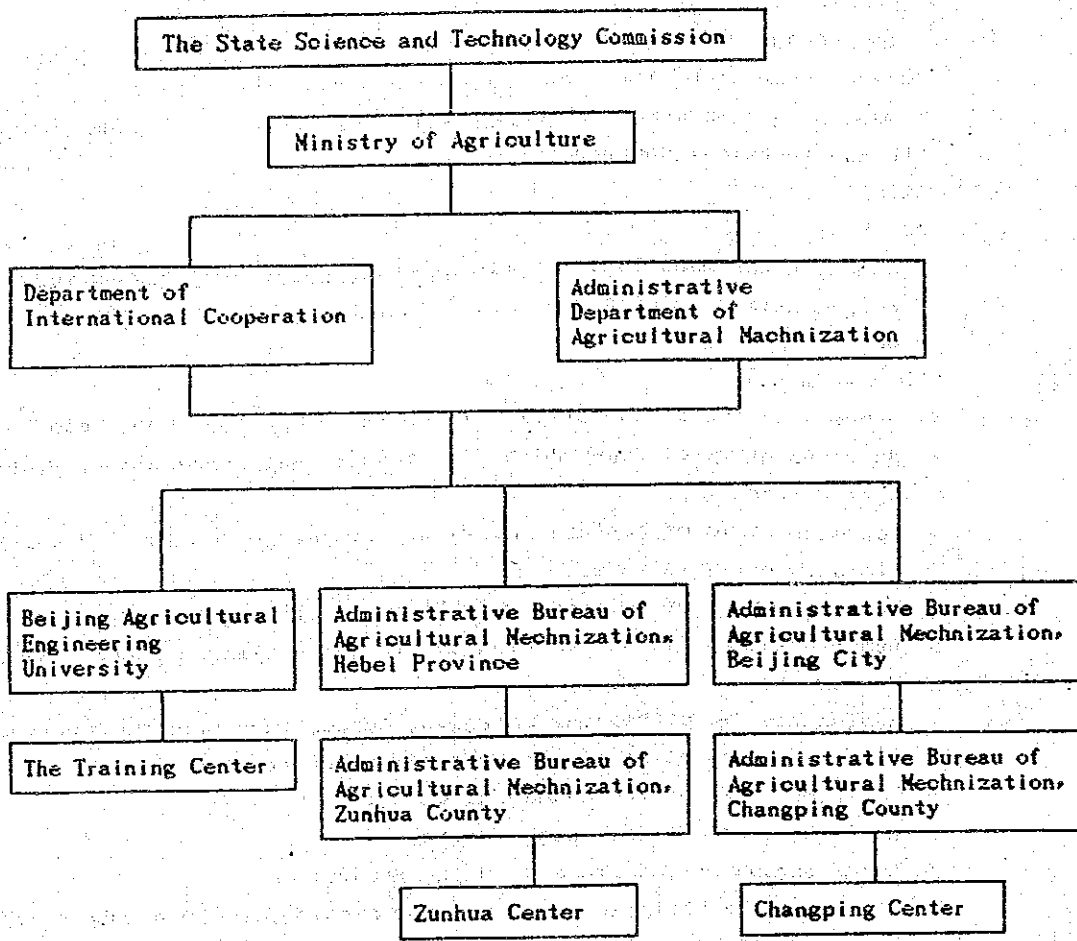 The State Science and Technology Commission
Ministry of Agriculture
Department of
International Cooperation
Administrative
Department of
Agricultural Machnization
Beijing Agricultural
Engineering
University
Administrative Bureau of
Agricultural Mechnization,
Hebei Province
Administrative Bureau of
Agricultural Mechnization,
Beijing City
The Training Center
Administrative Bureau of
Agricultural Mechnization,
Zunhua County
Administrative Bureau of
Agricultural Mechnization,
Changping County
Zunhua Center
Changping Center